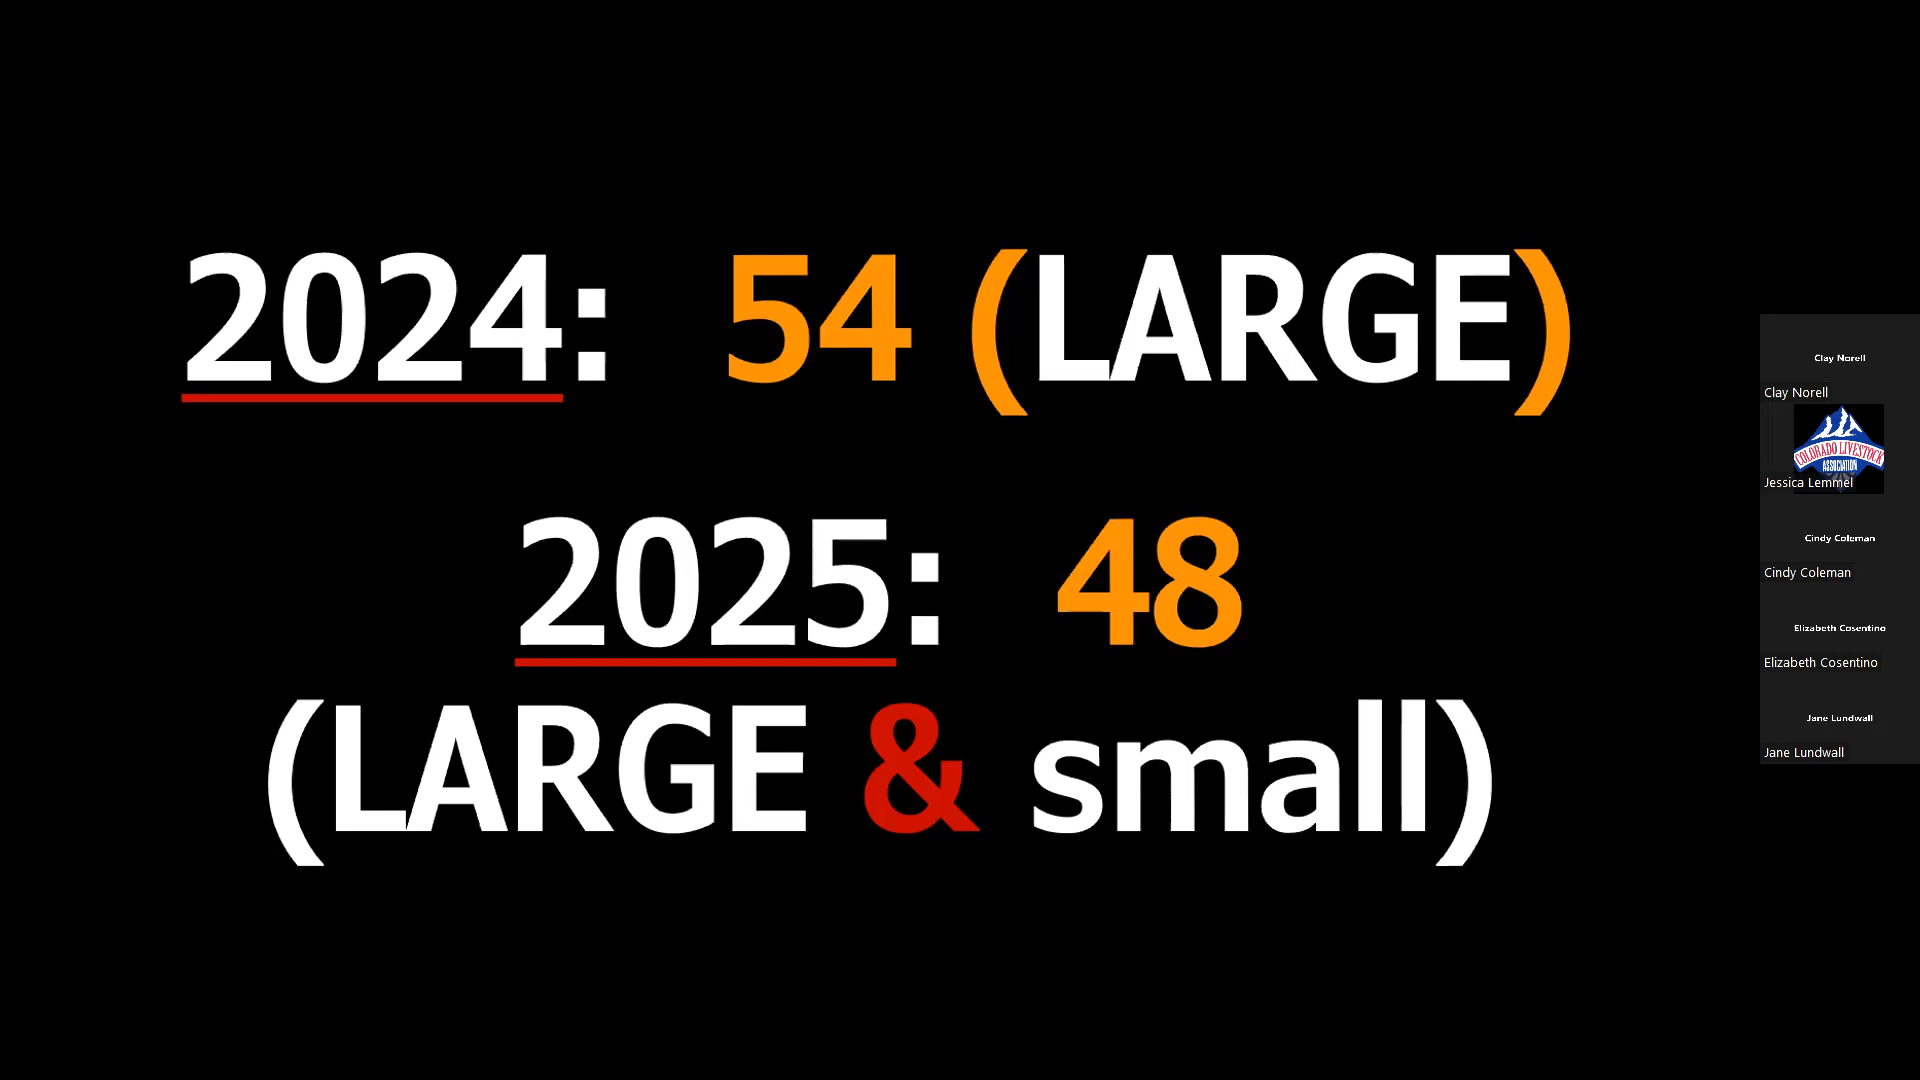 2024: 54 (LARGE)
2025: 48
(LARGE & small)
Clay Norell
Clay Norell
COLORADO LIVESTOCK
ASSOCIATION
Jessica Lemmel
Cindy Coleman
Cindy Coleman
Elizabeth Cosentino
Elizabeth Cosentino
Jane Lundwall
Jane Lundwall